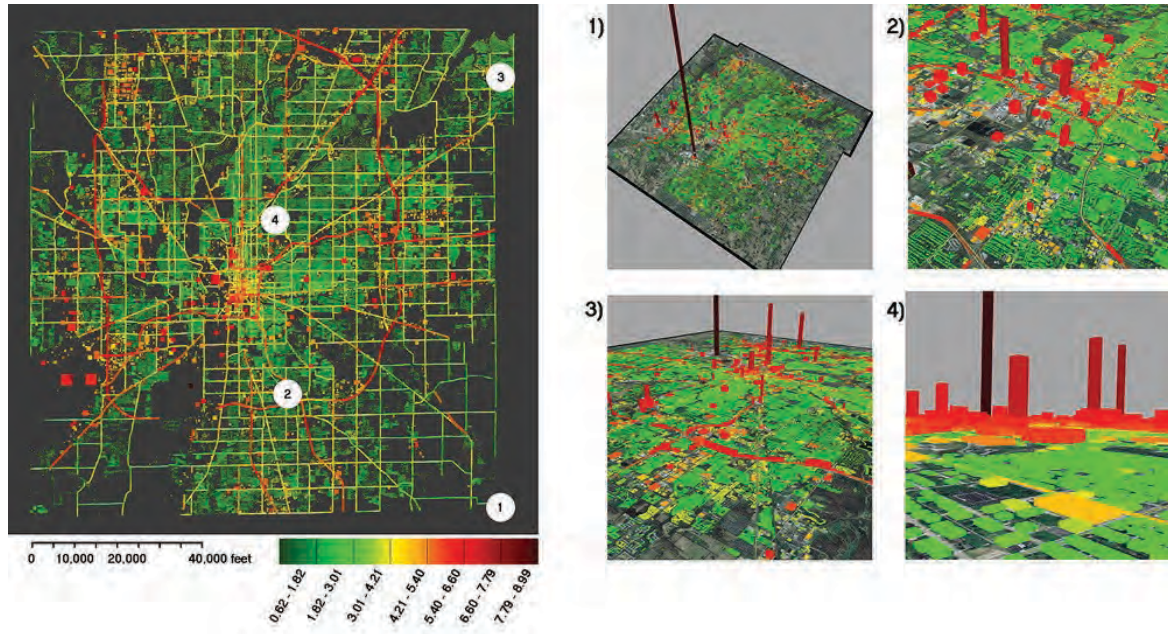 3
4
2
1
0 10,000 20,000 40,000 feet
0.62 - 1.82
1.82 - 3.01
3.01 - 4.21
4.21 - 5.40
5.40 - 6.60
6.60 - 7.79
7.79 - 8.99
1)
2)
3)
4)